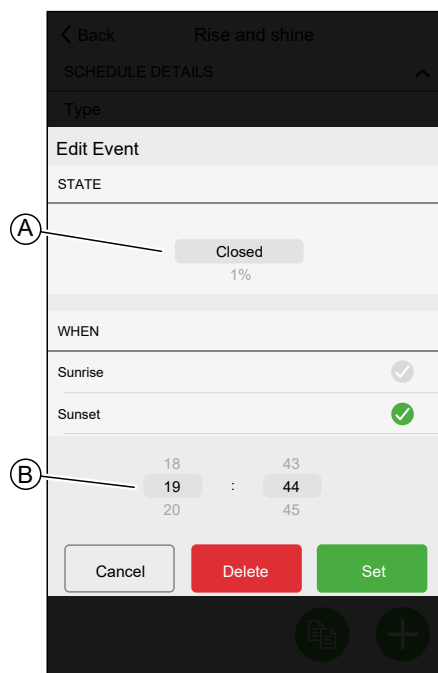 Back Rise and shine
SCHEDULE DETAILS
Type
Edit Event
STATE
A
Closed
1%
WHEN
Sunrise
Sunset
18 43
B
19 : 44
20 45
Cancel Delete Set